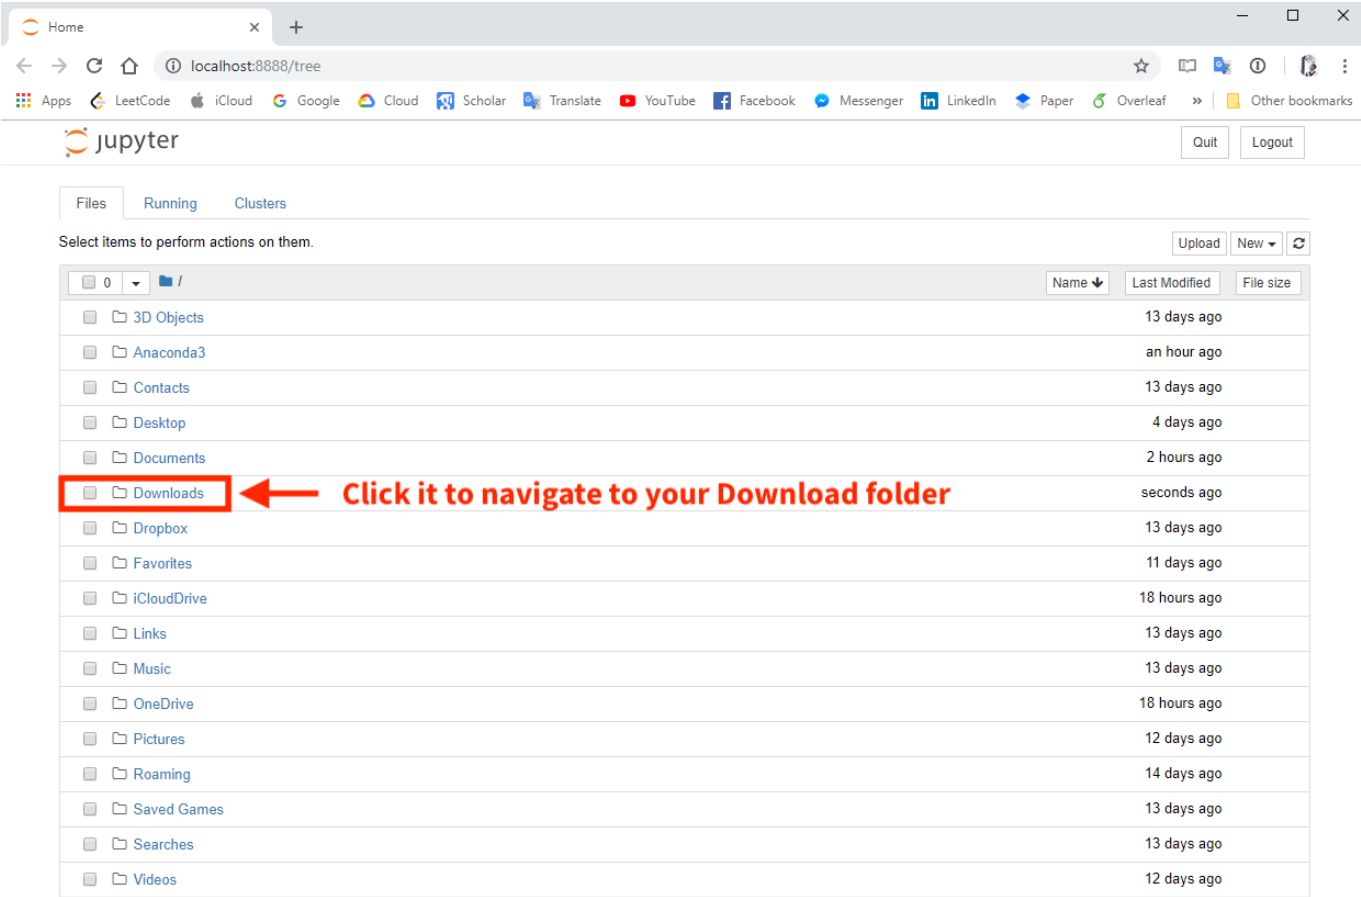 Home
localhost:8888/tree
Apps LeetCode iCloud Google Cloud Scholar Translate YouTube Facebook Messenger LinkedIn Paper Overleaf » Other bookmarks
jupyter
Quit Logout
Files Running Clusters
Select items to perform actions on them.
Upload New
0 / Name Last Modified File size
3D Objects 13 days ago
Anaconda3 an hour ago
Contacts 13 days ago
Desktop 4 days ago
Documents 2 hours ago
Downloads Click it to navigate to your Download folder seconds ago
Dropbox 13 days ago
Favorites 11 days ago
iCloudDrive 18 hours ago
Links 13 days ago
Music 13 days ago
OneDrive 18 hours ago
Pictures 12 days ago
Roaming 14 days ago
Saved Games 13 days ago
Searches 13 days ago
Videos 12 days ago